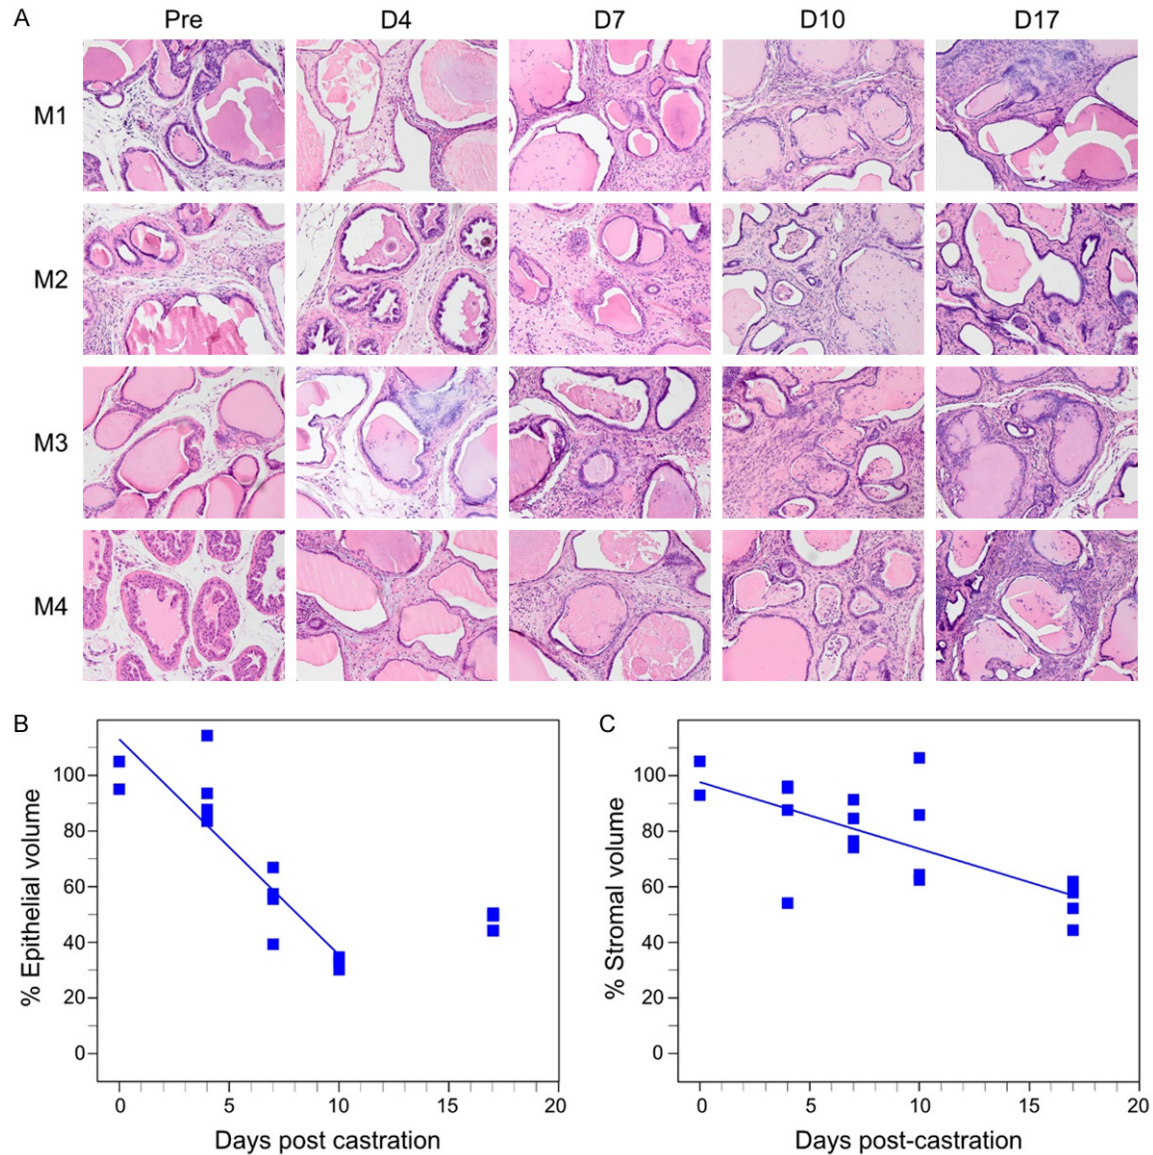 A
Pre D4 D7 D10 D17
M1
M2
M3
M4
B
% Epithelial volume
100
80
60
40
20
0
0 5 10 15 20
Days post castration
C
% Stromal volume
100
80
60
40
20
0
0 5 10 15 20
Days post-castration